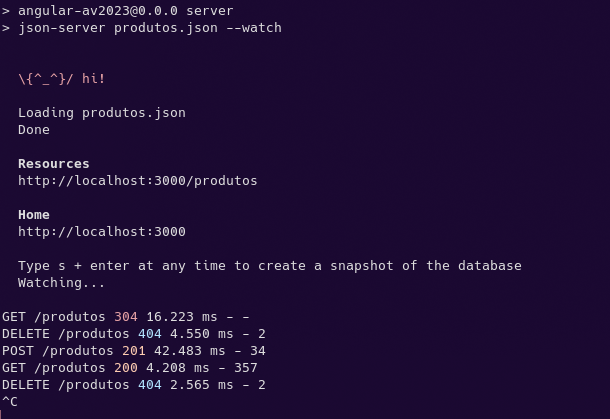 > angular-av2023@0.0.0 server
> json-server produtos.json --watch
\{^_^}/ hi!
Loading produtos.json
Done
Resources
http://localhost:3000/produtos
Home
http://localhost:3000
Type s + enter at any time to create a snapshot of the database
Watching...
GET /produtos 304 16.223 ms - -
DELETE /produtos 404 4.550 ms - 2
POST /produtos 201 42.483 ms - 34
GET /produtos 200 4.208 ms - 357
DELETE /produtos 404 2.565 ms - 2
^C